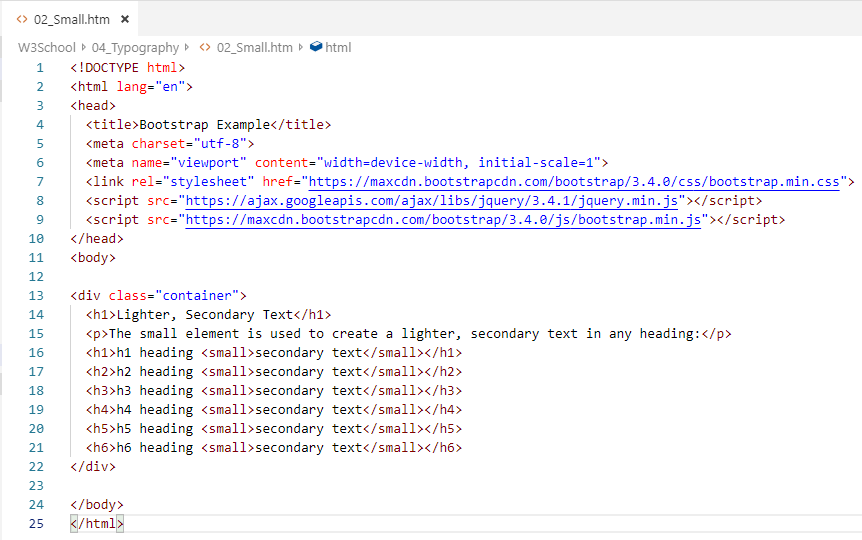 02_Small.htm ×
W3School 04_Typography 02_Small.htm html
1 <!DOCTYPE html>
2 <html lang="en">
3 <head>
4   <title>Bootstrap Example</title>
5   <meta charset="utf-8">
6   <meta name="viewport" content="width=device-width, initial-scale=1">
7   <link rel="stylesheet" href="https://maxcdn.bootstrapcdn.com/bootstrap/3.4.0/css/bootstrap.min.css">
8   <script src="https://ajax.googleapis.com/ajax/libs/jquery/3.4.1/jquery.min.js"></script>
9   <script src="https://maxcdn.bootstrapcdn.com/bootstrap/3.4.0/js/bootstrap.min.js"></script>
10 </head>
11 <body>
12
13 <div class="container">
14   <h1>Lighter, Secondary Text</h1>
15   <p>The small element is used to create a lighter, secondary text in any heading:</p>
16   <h1>h1 heading <small>secondary text</small></h1>
17   <h2>h2 heading <small>secondary text</small></h2>
18   <h3>h3 heading <small>secondary text</small></h3>
19   <h4>h4 heading <small>secondary text</small></h4>
20   <h5>h5 heading <small>secondary text</small></h5>
21   <h6>h6 heading <small>secondary text</small></h6>
22 </div>
23
24 </body>
25 </html>